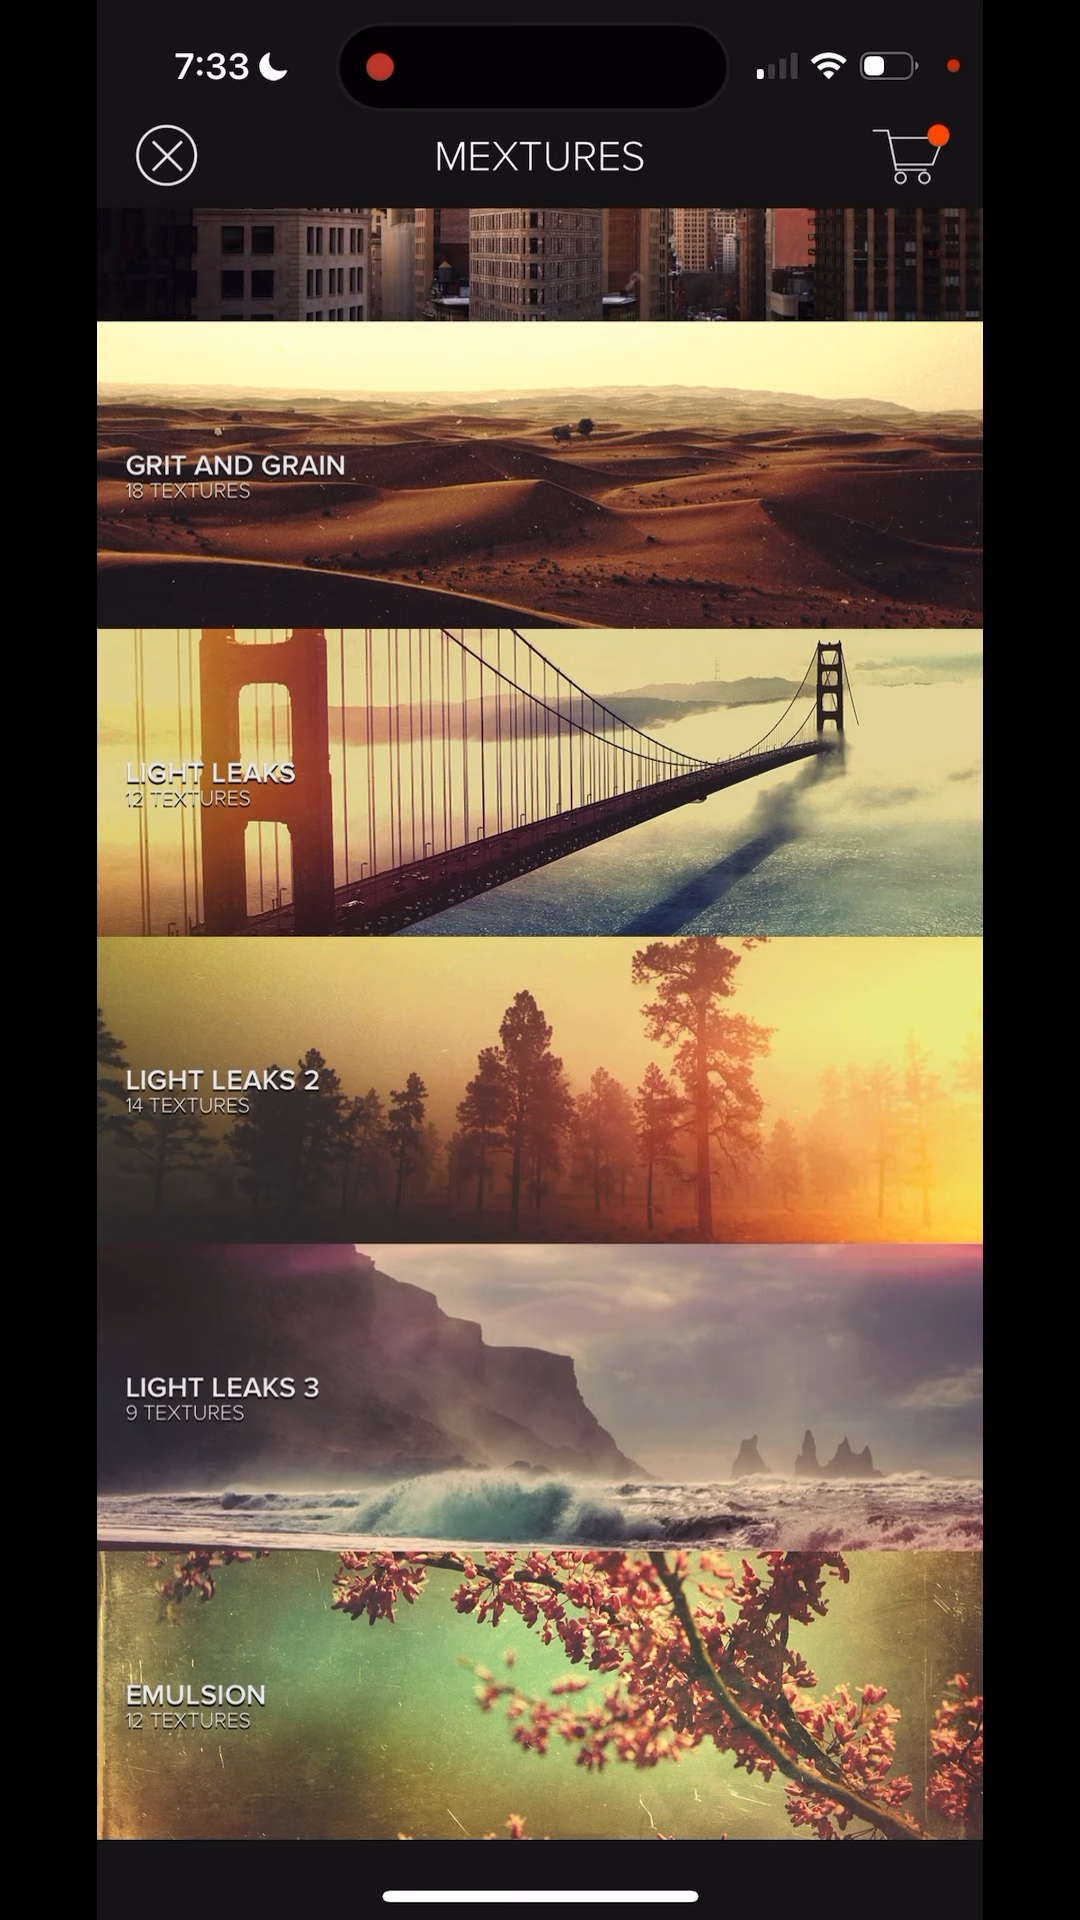 7:33
MEXTURES
GRIT AND GRAIN
18 TEXTURES
LIGHT LEAKS
12 TEXTURES
LIGHT LEAKS 2
14 TEXTURES
LIGHT LEAKS 3
9 TEXTURES
EMULSION
12 TEXTURES